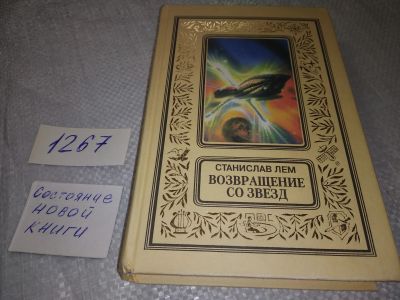 1267
Состояние
новой
книги
СТАНИСЛАВ ЛЕМ
ВОЗВРАЩЕНИЕ
СО ЗВЕЗД